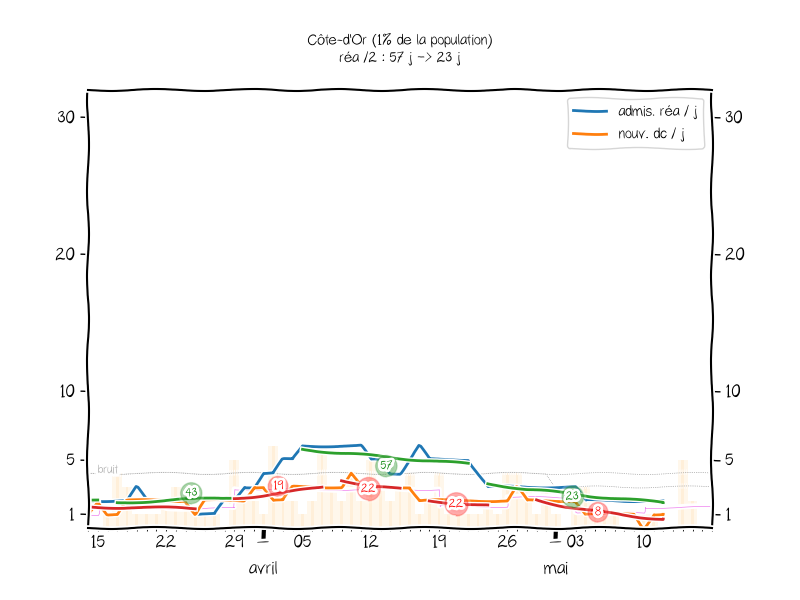 Côte-d'Or (1% de la population)
réa /2 : 57 j -> 23 j
admis. réa / j
nouv. dc / j
30
30
20
20
10
10
5
5
1
1
bruit
43
19
57
22
22
23
8
15 22 29 05 12 19 26 03 10
avril mai